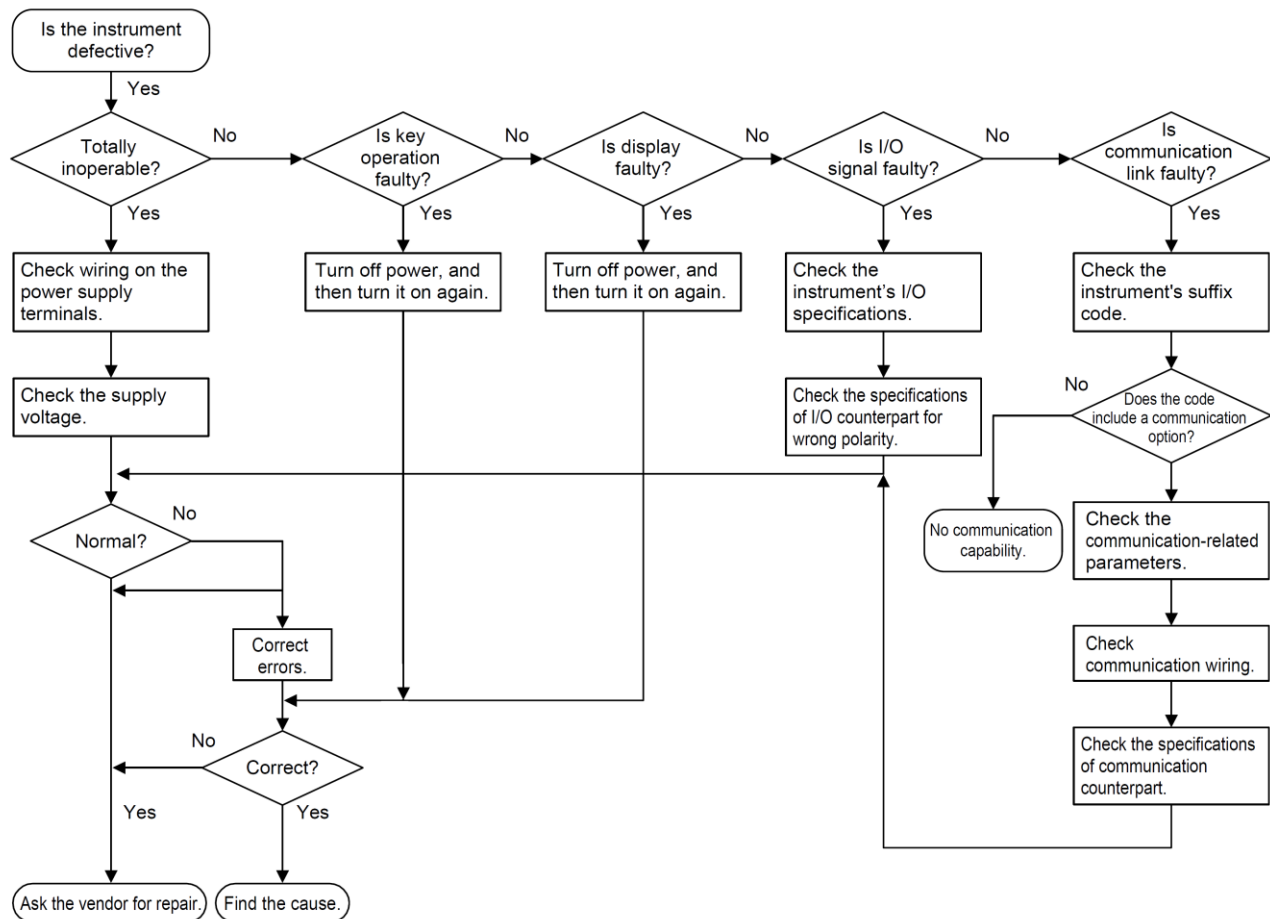 Is the instrument
defective?
Yes
Totally
inoperable?
No
Is key
operation
faulty?
No
Is display
faulty?
No
Is I/O
signal faulty?
No
Is
communication
link faulty?
Yes
Yes
Yes
Yes
Yes
Check wiring on the
power supply
terminals.
Turn off power, and
then turn it on again.
Turn off power, and
then turn it on again.
Check the
instrument’s I/O
specifications.
Check the
instrument's suffix
code.
Check the supply
voltage.
Check the specifications
of I/O counterpart for
wrong polarity.
No
Does the code
include a communication
option?
Normal?
No
No communication
capability.
Check the
communication-related
parameters.
Correct
errors.
Check
communication wiring.
No
Correct?
Check the specifications
of communication
counterpart.
Yes
Yes
Ask the vendor for repair.
Find the cause.